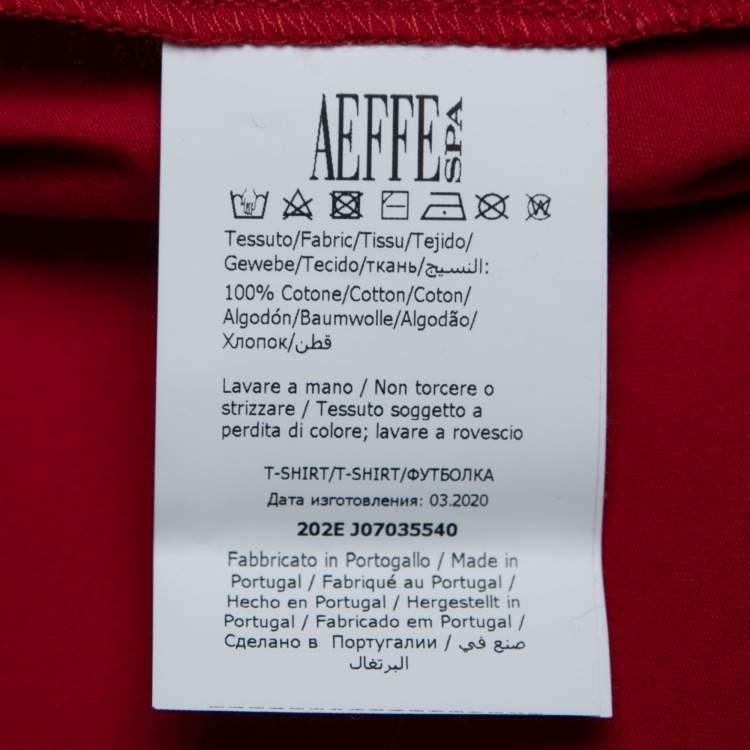 AEFFE SPA
Tessuto/Fabric/Tissu/Tejido/
Gewebe/Tecido/ткань/النسيج:
100% Cotone/Cotton/Coton/
Algodón/Baumwolle/Algodão/
Хлопок/قطن
Lavare a mano / Non torcere o
strizzare / Tessuto soggetto a
perdita di colore; lavare a rovescio
T-SHIRT/T-SHIRT/ФУТБОЛКА
Дата изготовления: 03.2020
202E J07035540
Fabbricato in Portogallo / Made in
Portugal / Fabriqué au Portugal /
Hecho en Portugal / Hergestellt in
Portugal / Fabricado em Portugal /
Сделано в Португалии / صنع في
البرتغال